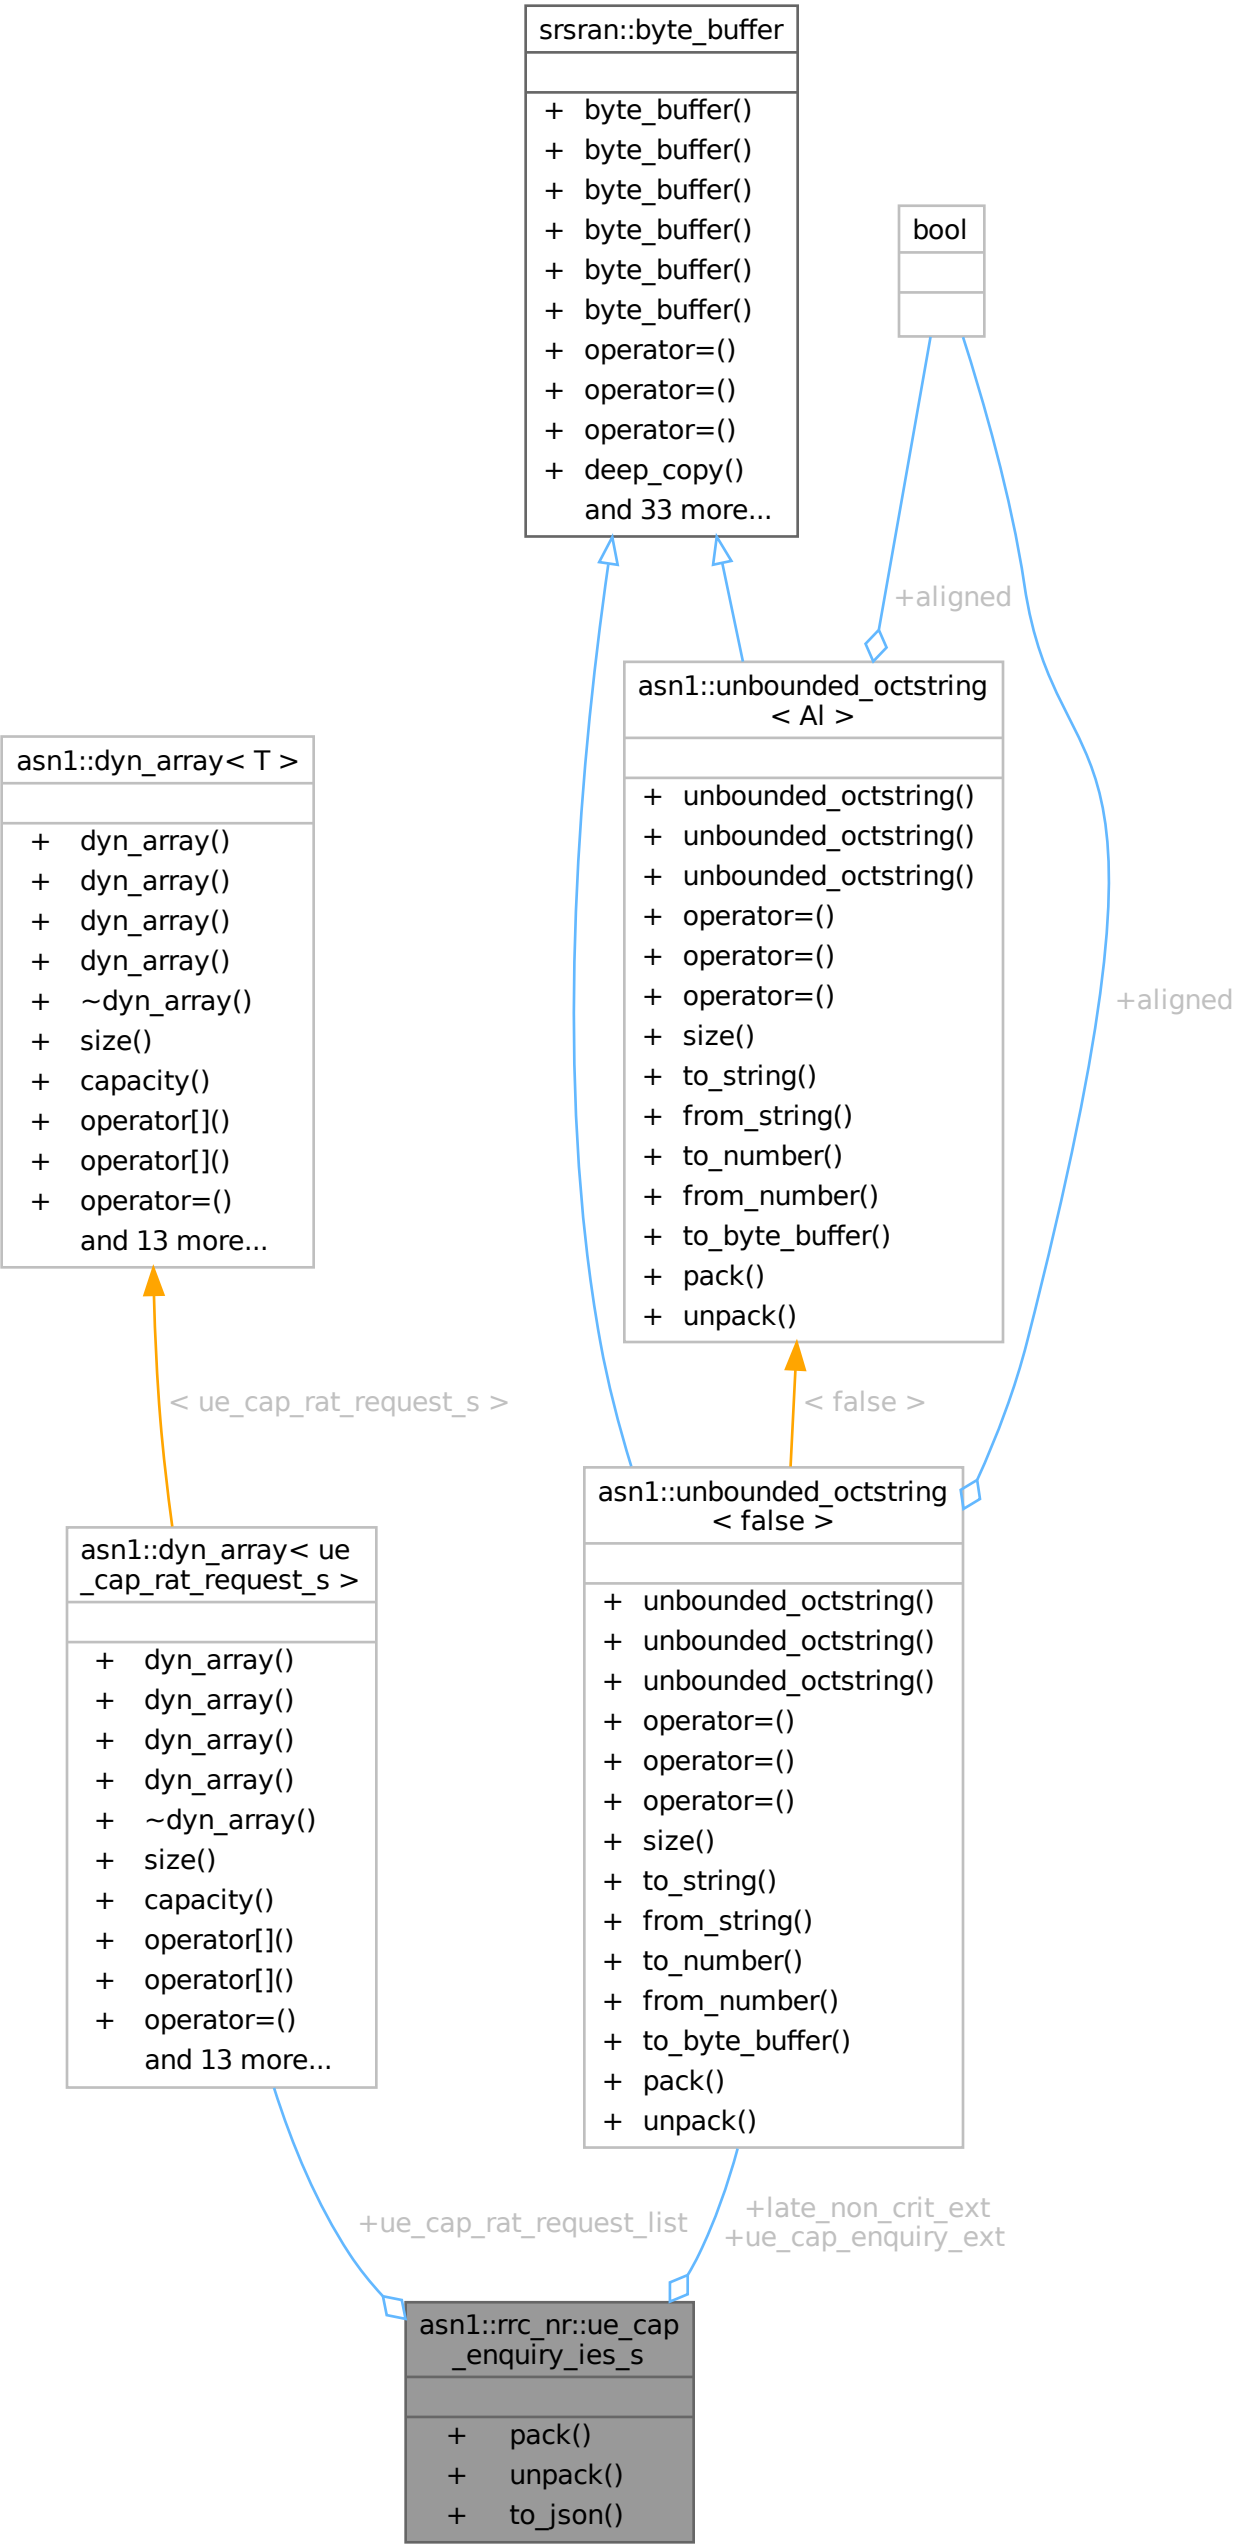 srsran::byte_buffer
+ byte_buffer()
+ byte_buffer()
+ byte_buffer()
+ byte_buffer()
+ byte_buffer()
+ byte_buffer()
+ operator=()
+ operator=()
+ operator=()
+ deep_copy()
and 33 more...
bool
+aligned
asn1::unbounded_octstring
< Al >
+ unbounded_octstring()
+ unbounded_octstring()
+ unbounded_octstring()
+ operator=()
+ operator=()
+ operator=()
+ size()
+ to_string()
+ from_string()
+ to_number()
+ from_number()
+ to_byte_buffer()
+ pack()
+ unpack()
asn1::dyn_array< T >
+ dyn_array()
+ dyn_array()
+ dyn_array()
+ dyn_array()
+ ~dyn_array()
+ size()
+ capacity()
+ operator[]()
+ operator[]()
+ operator=()
and 13 more...
+aligned
< ue_cap_rat_request_s >
< false >
asn1::unbounded_octstring
< false >
+ unbounded_octstring()
+ unbounded_octstring()
+ unbounded_octstring()
+ operator=()
+ operator=()
+ operator=()
+ size()
+ to_string()
+ from_string()
+ to_number()
+ from_number()
+ to_byte_buffer()
+ pack()
+ unpack()
asn1::dyn_array< ue
_cap_rat_request_s >
+ dyn_array()
+ dyn_array()
+ dyn_array()
+ dyn_array()
+ ~dyn_array()
+ size()
+ capacity()
+ operator[]()
+ operator[]()
+ operator=()
and 13 more...
+ue_cap_rat_request_list
+late_non_crit_ext
+ue_cap_enquiry_ext
asn1::rrc_nr::ue_cap
_enquiry_ies_s
+ pack()
+ unpack()
+ to_json()